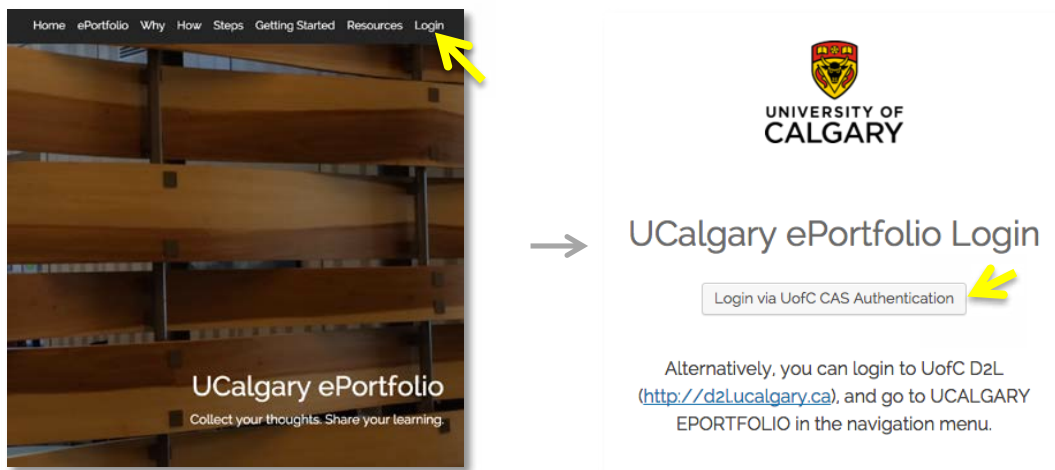 Home ePortfolio Why How Steps Getting Started Resources Login
UCalgary ePortfolio
Collect your thoughts. Share your learning.
UNIVERSITY OF
CALGARY
UCalgary ePortfolio Login
Login via UofC CAS Authentication
Alternatively, you can login to UofC D2L
(http://d2l.ucalgary.ca), and go to UCALGARY
EPORTFOLIO in the navigation menu.